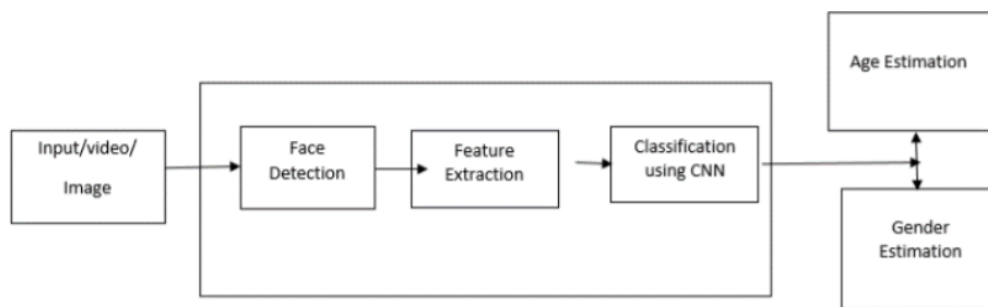 Input/video/
Image
Face
Detection
Feature
Extraction
Classification
using CNN
Age Estimation
Gender
Estimation